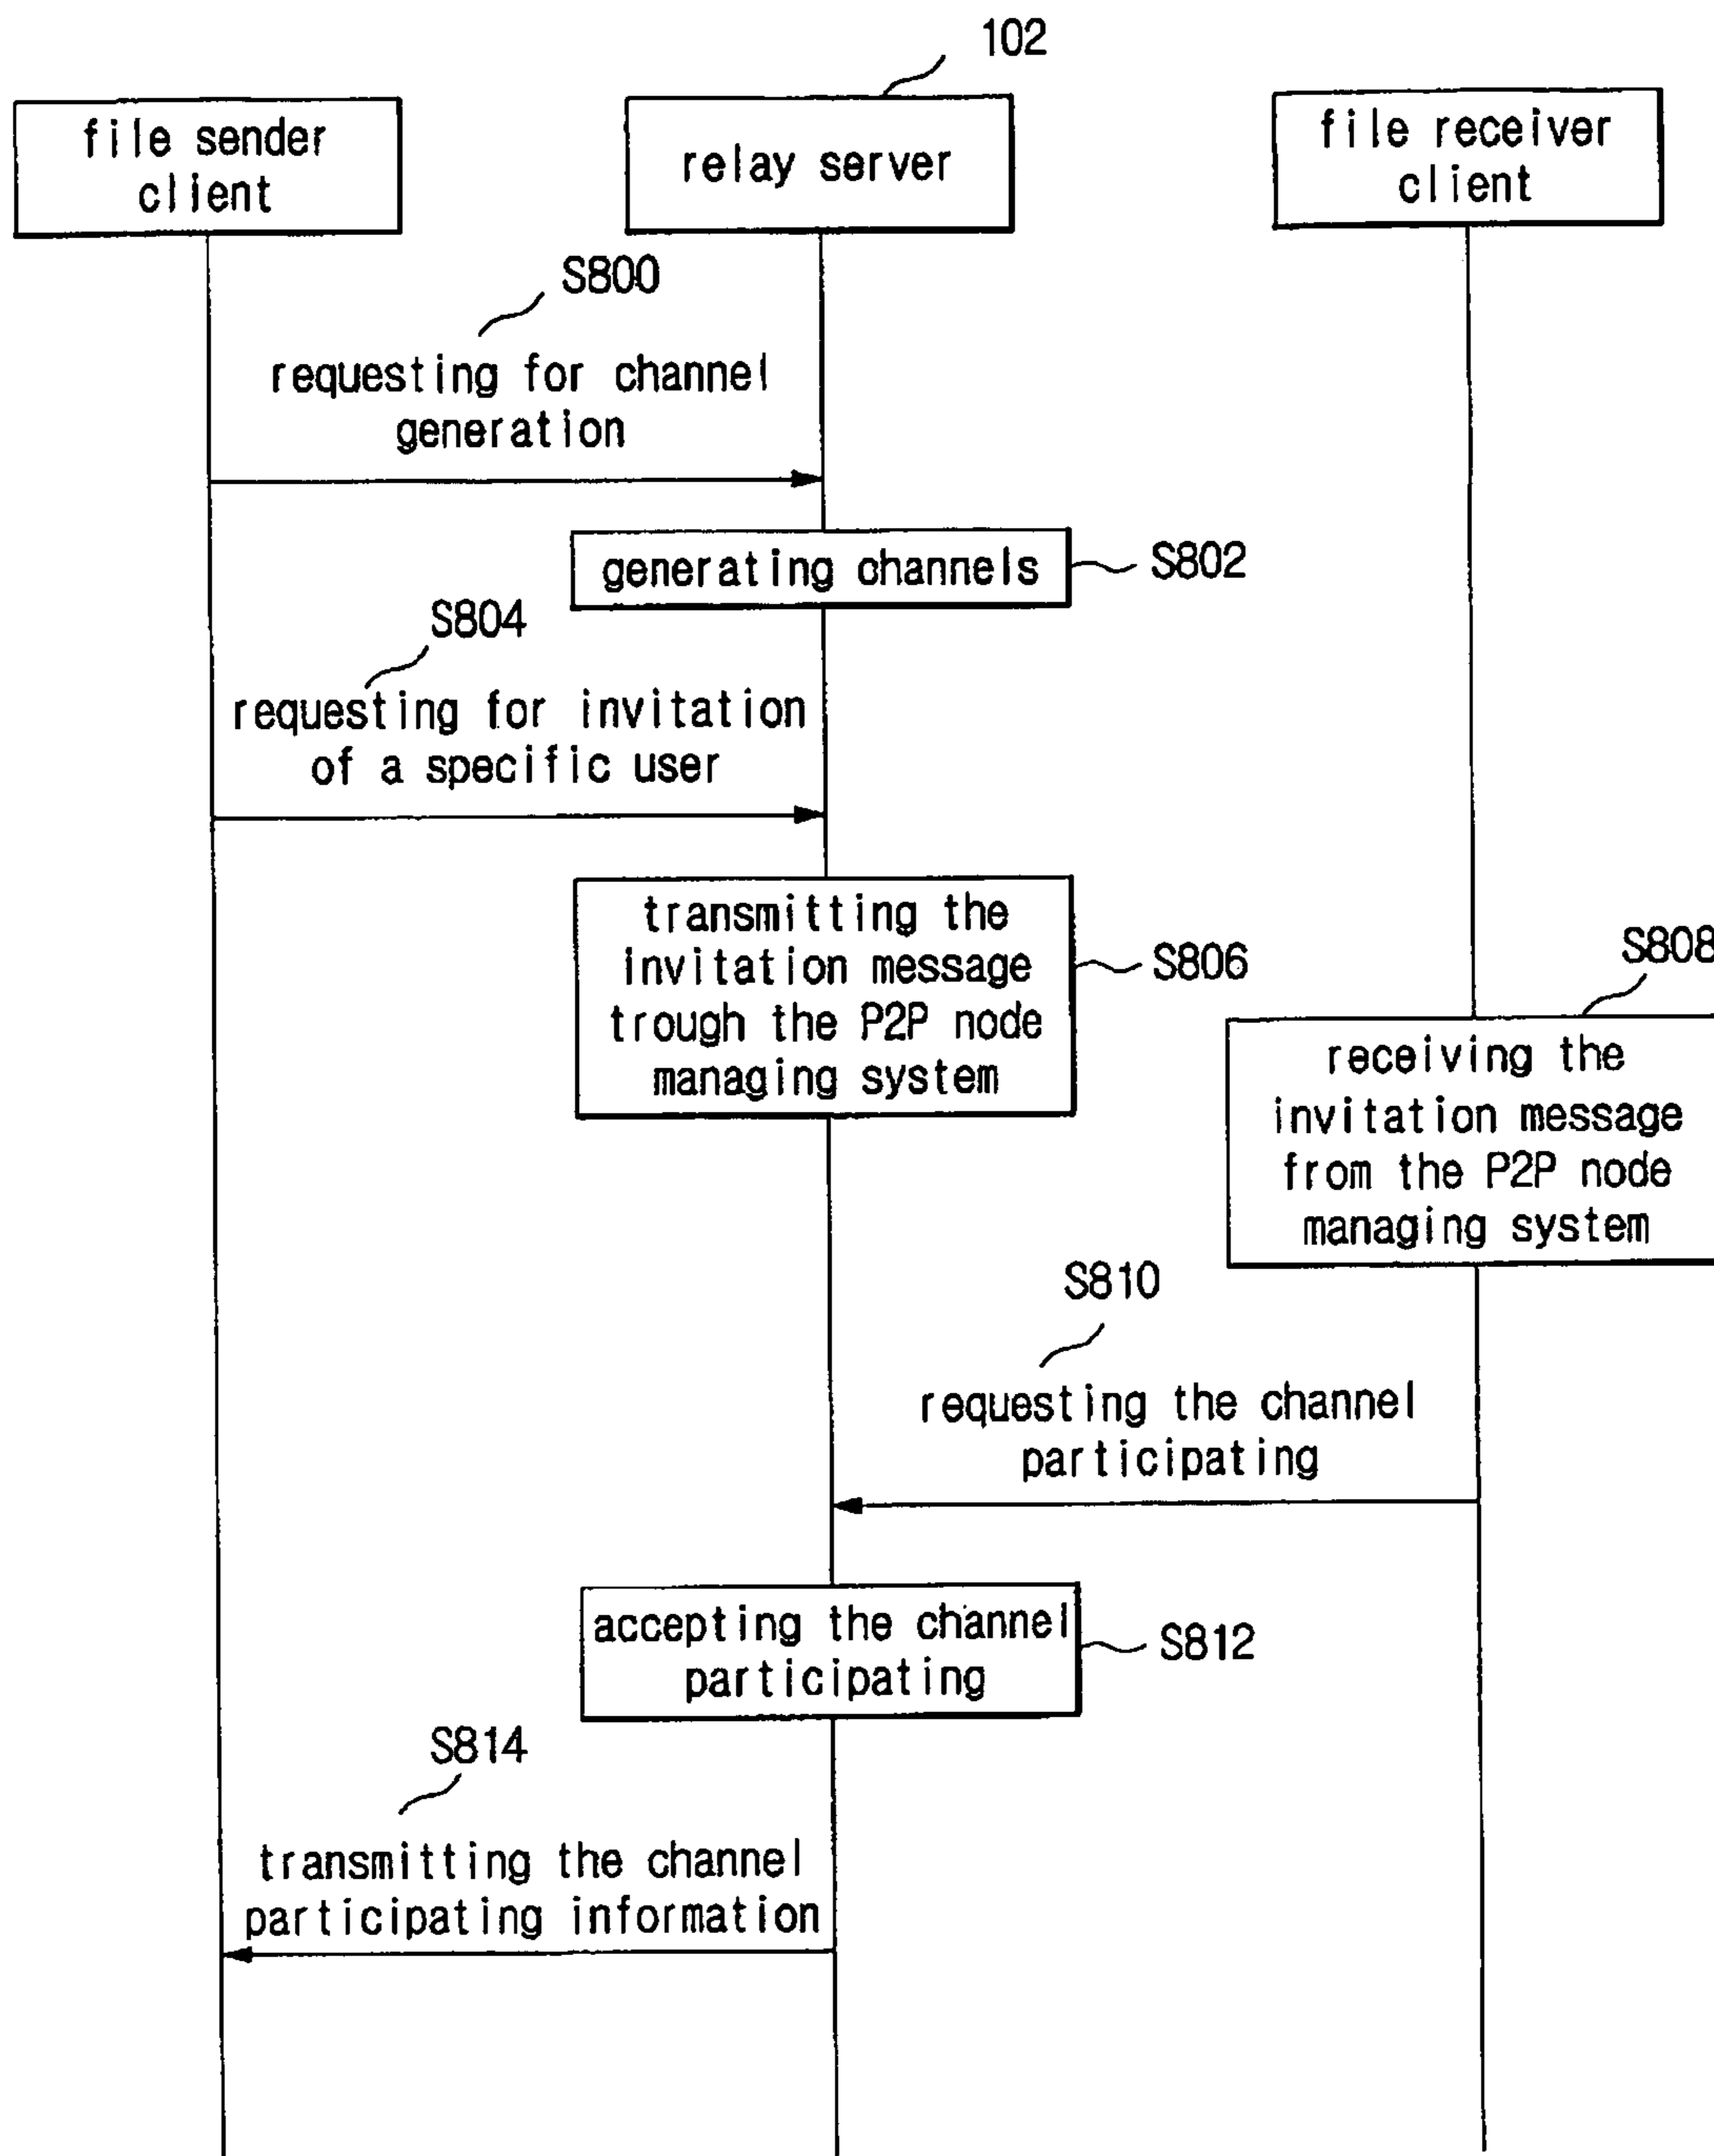 102
file sender
client
relay server
file receiver
client
S800
requesting for channel
generation
generating channels
S802
S804
requesting for invitation
of a specific user
transmitting the
invitation message
trough the P2P node
managing system
S806
S808
receiving the
invitation message
from the P2P node
managing system
S810
requesting the channel
participating
accepting the channel
participating
S812
S814
transmitting the channel
participating information